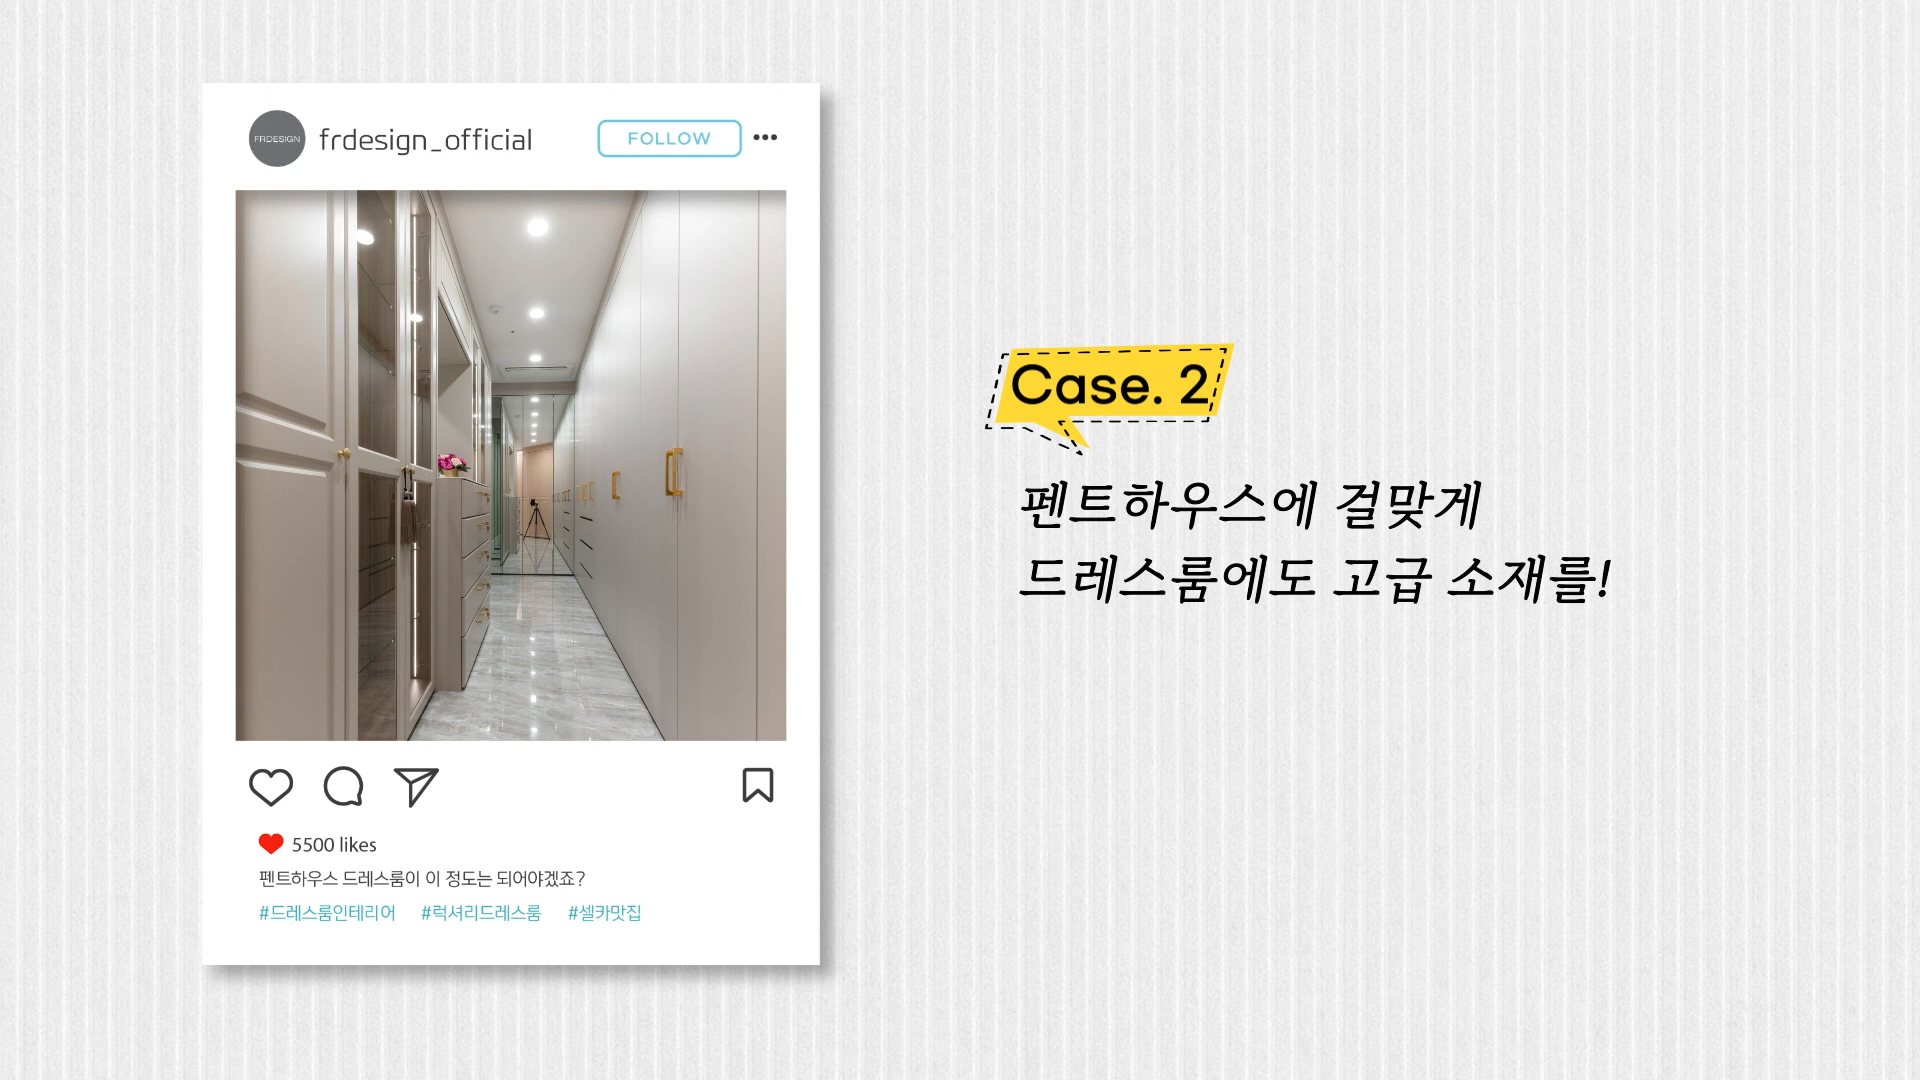 FRDESIGN
frdesign_official
FOLLOW
5500 likes
펜트하우스 드레스룸이 이 정도는 되어야겠죠?
#드레스룸인테리어 #럭셔리드레스룸 #셀카맛집
Case. 2
펜트하우스에 걸맞게
드레스룸에도 고급 소재를!